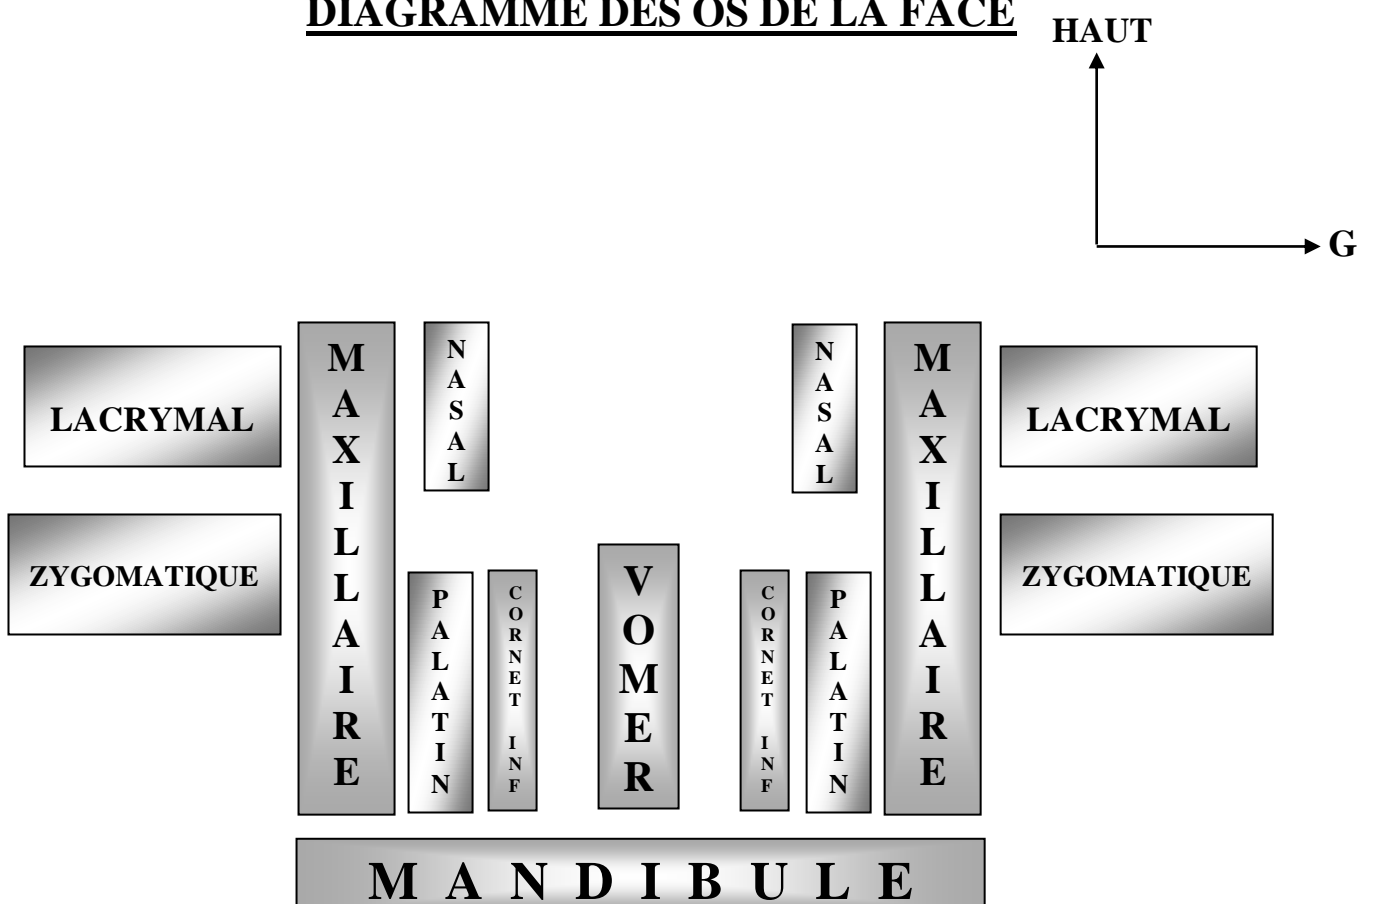 DIAGRAMME DES OS DE LA FACE
HAUT
G
LACRYMAL
ZYGOMATIQUE
MAXILLAIRE
NASAL
PALATIN
CORNET INF
VOMER
NASAL
CORNET INF
PALATIN
MAXILLAIRE
LACRYMAL
ZYGOMATIQUE
MANDIBULE